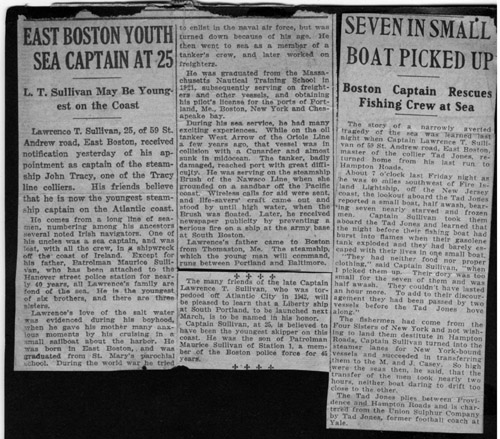 EAST BOSTON YOUTH
SEA CAPTAIN AT 25
L. T. Sullivan May Be Young-
est on the Coast
Lawrence T. Sullivan, 25, of 59 St.
Andrew road, East Boston, received
notification yesterday of his ap-
pointment as captain of the steam-
ship John Tracy, one of the Tracy
line colliers. His friends believe
that he is now the youngest steam-
ship captain on the Atlantic coast.
He comes from a long line of sea-
men, numbering among his ancestors
several noted Irish navigators. One of
his uncles was a sea captain, and was
lost, with all the crew, in a shipwreck
off the coast of Ireland. Except for
his father, Patrolman Maurice Sulli-
van, who has been attached to the
Hanover street police station for near-
ly 40 years, all Lawrence's family are
fond of the sea. He is the youngest
of six brothers, and there are three
sisters.
Lawrence's love of the salt water
was evidenced during his boyhood,
when he gave his mother many anx-
ious moments by his cruising in a
small sailboat about the harbor. He
was born in East Boston, and was
graduated from St. Mary's parochial
school. During the world war he tried
to enlist in the naval air force, but was
turned down because of his age. He
then went to sea as a member of a
tanker's crew, and later worked on
freighters.
He was graduated from the Massa-
chusetts Nautical Training School in
1921, subsequently serving on freight-
ers and other vessels, and obtaining
his pilot's license for the ports of Port-
land, Me., Boston, New York and Ches-
apeake bay.
During his sea service, he had many
exciting experiences. While on the oil
tanker West Arrow of the Oriole Line
a few years ago, that vessel was in
collision with a Cunarder and almost
sunk in midocean. The tanker, badly
damaged, reached port with great diffi-
culty. He was serving on the steamship
Brush of the Nawsco Line when she
grounded on a sandbar off the Pacific
coast. Wireless calls for aid were sent,
and life-savers' craft came out and
stood by until high water, when the
Brush was floated. Later, he received
newspaper publicity by preventing a
serious fire on a ship at the army base
at South Boston.
Lawrence's father came to Boston
from Thomaston, Me. The steamship,
which the young man will command,
runs between Portland and Baltimore.
The many friends of the late Captain
Lawrence T. Sullivan, who was tor-
pedoed off Atlantic City in 1942, will
be pleased to learn that a Liberty ship
at South Portland, to be launched next
March, is to be named in his honor.
Captain Sullivan, at 25, is believed to
have been the youngest skipper on this
coast. He was the son of Patrolman
Maurice Sullivan of Station 1, a mem-
ber of the Boston police force for 45
years.
SEVEN IN SMALL
BOAT PICKED UP
Boston Captain Rescues
Fishing Crew at Sea
The story of a narrowly averted
tragedy of the sea was learned last
night when Captain Lawrence T. Sulli-
van of 59 St. Andrew road, East Boston,
master of the collier Tad Jones, re-
turned home from his last run to
Hampton Roads.
About 7 o'clock last Friday night as
he was miles southwest of Fire Is-
land Lightship, off the New Jersey
coast, the lookout aboard the Tad Jones
reported a small boat, half awash, bear-
ing seven nearly starved and frozen
men. Captain Sullivan took them
aboard the Tad Jones and learned that
the night before their fishing boat had
burst into flames when their gasolene
tank exploded and they had barely es-
caped with their lives in one small boat.
"They had neither food nor proper
clothing," said Captain Sullivan, "when
I picked them up. Their dory was too
small for the seven of them and was
half awash. They couldn't have lasted
an hour more. To add to their discour-
agement they had been passed by two
vessels before the Tad Jones hove
along."
The fishermen had come from the
Four Sisters of New York and not wish-
ing to land them destitute in Hampton
Roads, Captain Sullivan turned into the
steamer lane for New York-bound
vessels and succeeded in transferring
them to the M. and J. Casey. So high
were the seas then, he said, that the
transfer of the men took nearly two
hours, neither boat daring to drift too
close to the other.
The Tad Jones plies between Provi-
dence and Hampton Roads and is char-
tered from the Union Sulphur Company
by Tad Jones, former football coach at
Yale.